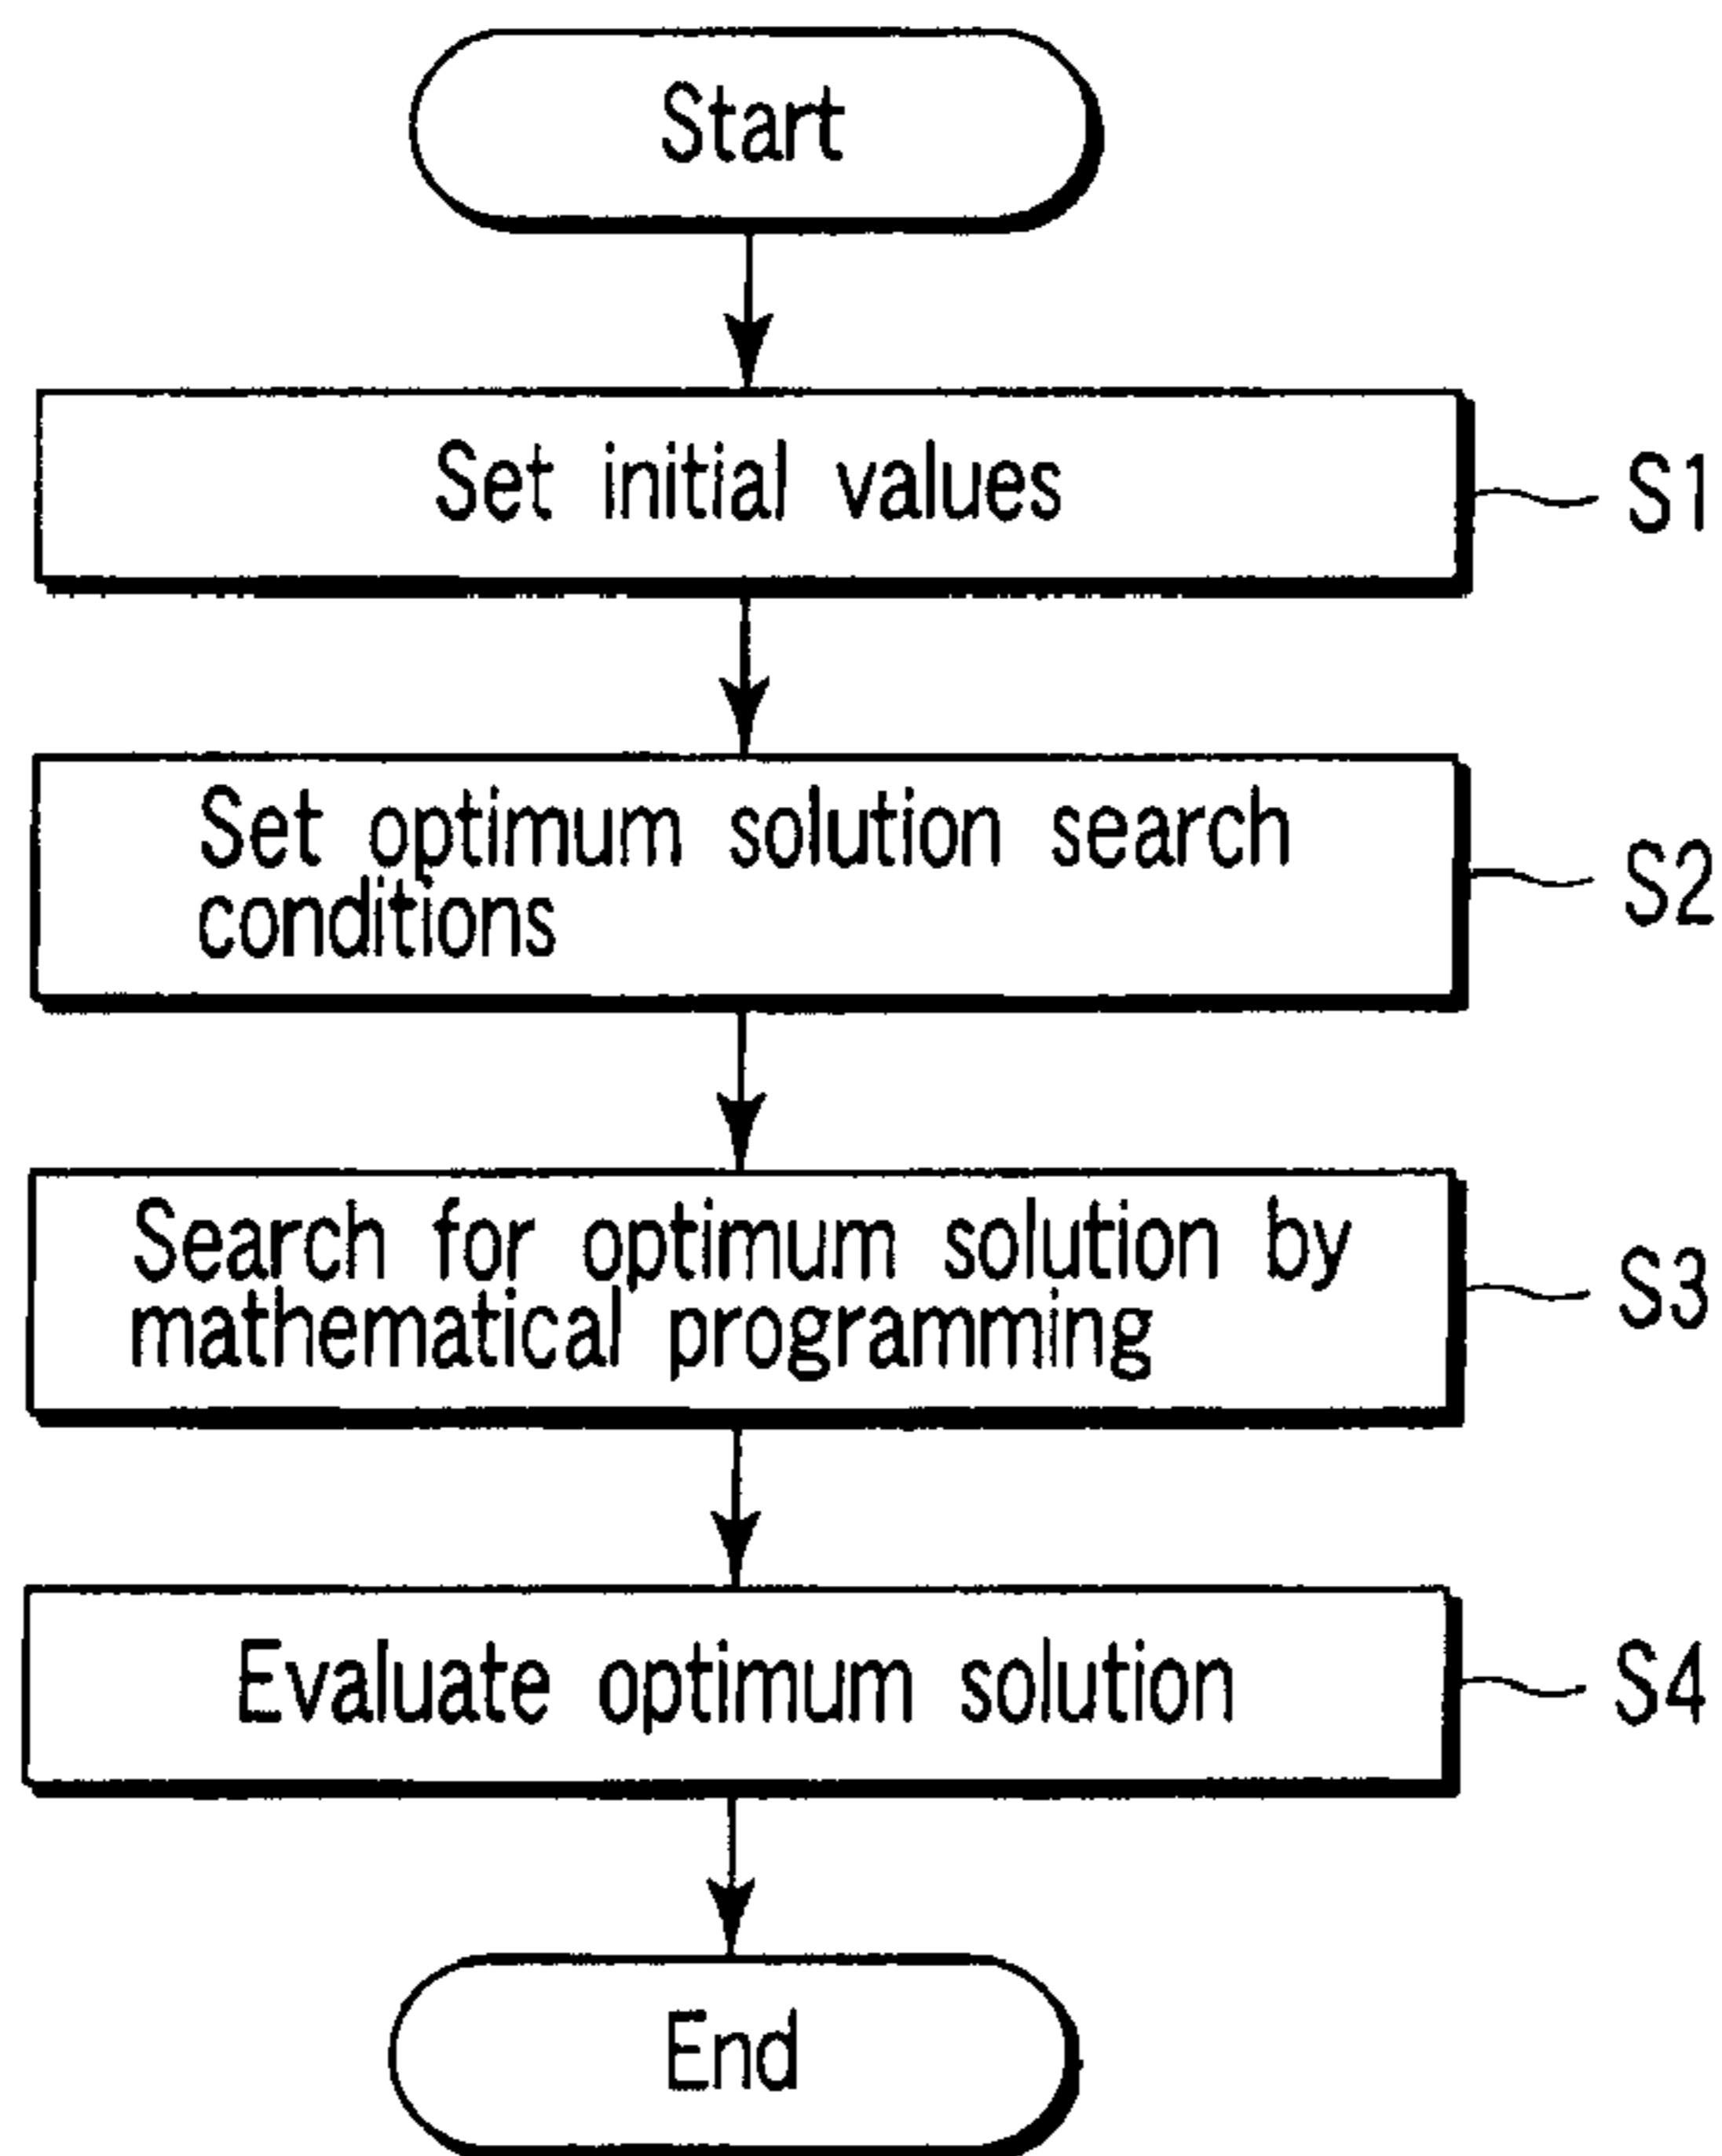 Start
Set initial values
S1
Set optimum solution search
conditions
S2
Search for optimum solution by
mathematical programming
S3
Evaluate optimum solution
S4
End